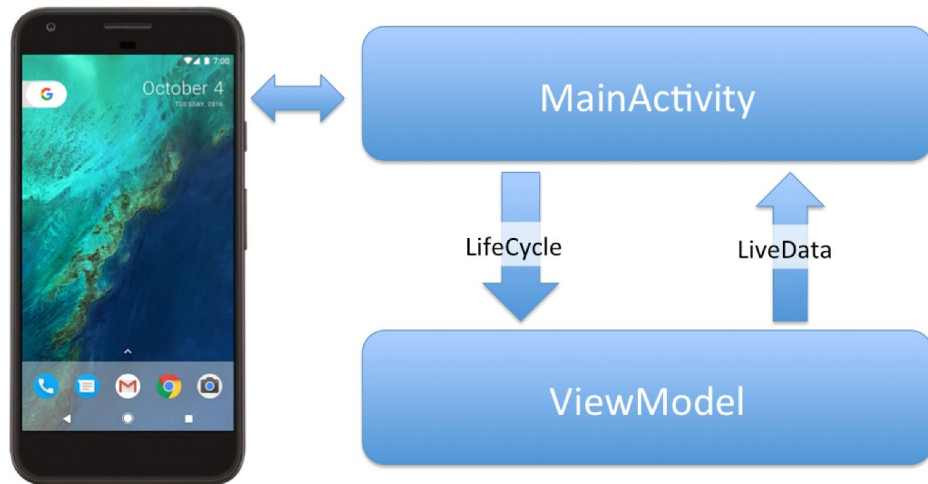 7:00
October 4
TUESDAY, 2016
G
MainActivity
LifeCycle
LiveData
ViewModel